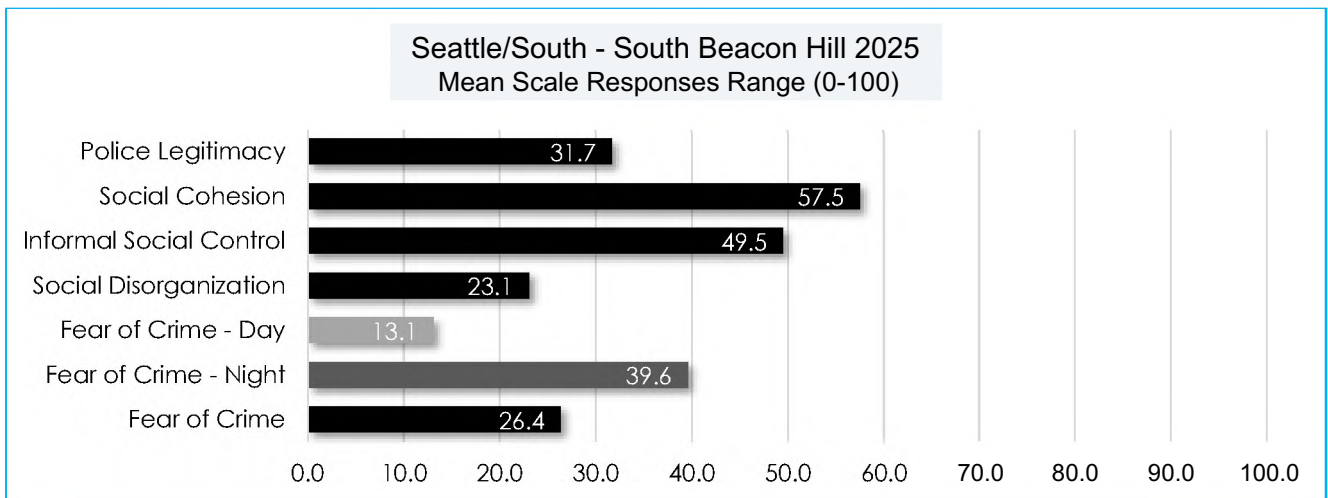 Seattle/South - South Beacon Hill 2025
Mean Scale Responses Range (0-100)
Police Legitimacy 31.7
Social Cohesion 57.5
Informal Social Control 49.5
Social Disorganization 23.1
Fear of Crime - Day 13.1
Fear of Crime - Night 39.6
Fear of Crime 26.4
0.0 10.0 20.0 30.0 40.0 50.0 60.0 70.0 80.0 90.0 100.0